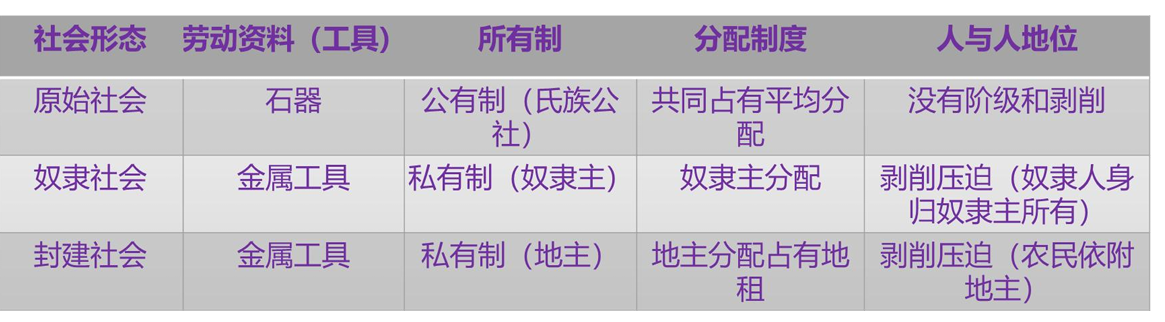 社会形态 劳动资料（工具） 所有制 分配制度 人与人地位
原始社会 石器 公有制（氏族公社） 共同占有平均分配 没有阶级和剥削
奴隶社会 金属工具 私有制（奴隶主） 奴隶主分配 剥削压迫（奴隶人身归奴隶主所有）
封建社会 金属工具 私有制（地主） 地主分配占有地租 剥削压迫（农民依附地主）